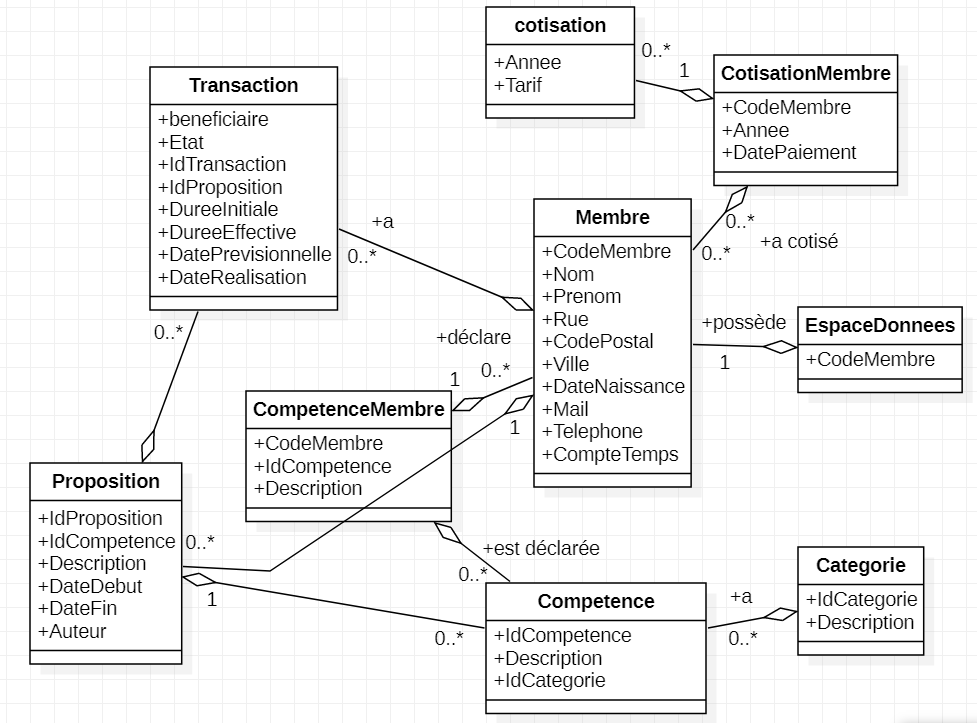 cotisation
+Annee
+Tarif
0..*
1
CotisationMembre
+CodeMembre
+Annee
+DatePaiement
Transaction
+beneficiaire
+Etat
+IdTransaction
+IdProposition
+DureeInitiale
+DureeEffective
+DatePrevisionnelle
+DateRealisation
+a
0..*
0..*
Membre
+CodeMembre
+Nom
+Prenom
+Rue
+CodePostal
+Ville
+DateNaissance
+Mail
+Telephone
+CompteTemps
0..*
0..*
+a cotisé
+possède
1
EspaceDonnees
+CodeMembre
+déclare
0..*
1
1
CompetenceMembre
+CodeMembre
+IdCompetence
+Description
Proposition
+IdProposition
+IdCompetence
+Description
+DateDebut
+DateFin
+Auteur
0..*
1
+est déclarée
0..*
0..*
Competence
+IdCompetence
+Description
+IdCategorie
+a
0..*
Categorie
+IdCategorie
+Description